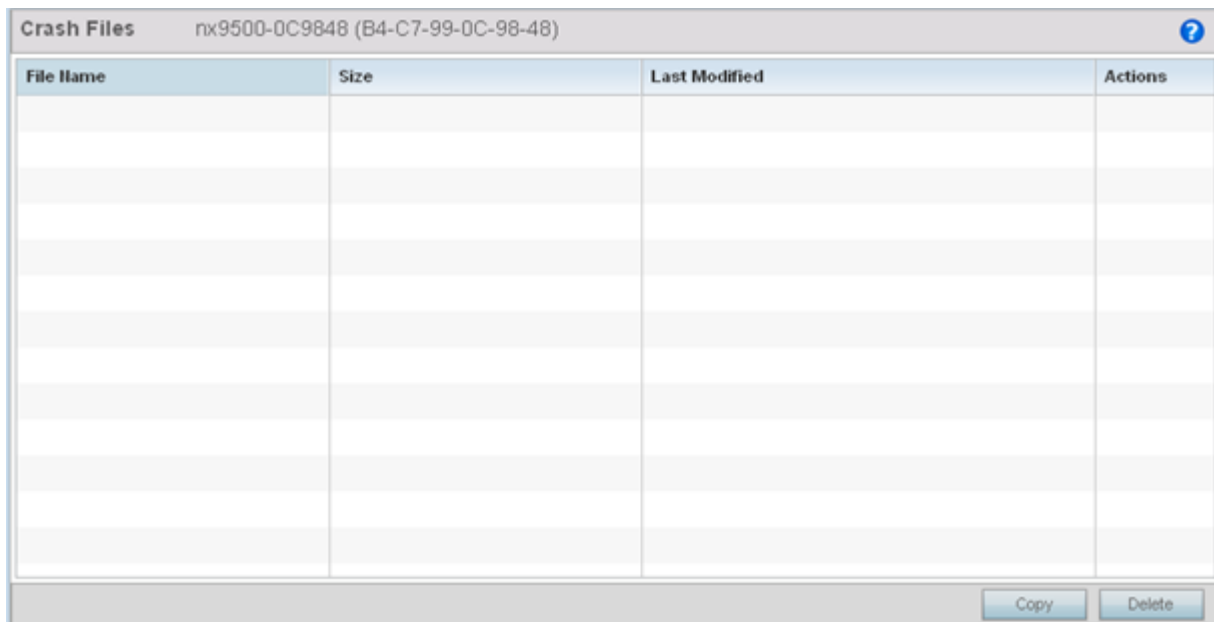 Crash Files nx9500-0C9848 (B4-C7-99-0C-98-48) ?
File Name Size Last Modified Actions
Copy Delete